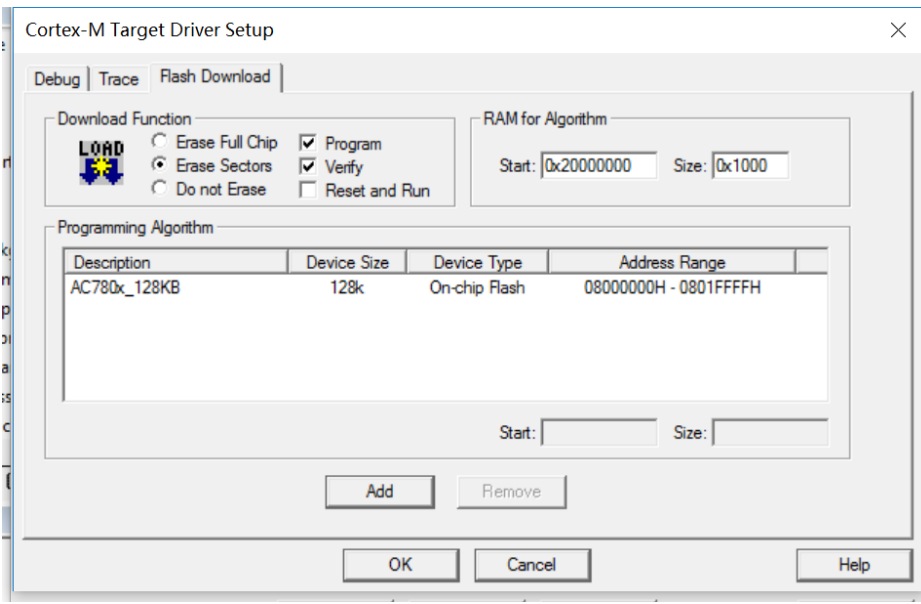 Cortex-M Target Driver Setup
Debug Trace Flash Download
Download Function
LOAD
Erase Full Chip
Erase Sectors
Do not Erase
Program
Verify
Reset and Run
RAM for Algorithm
Start: 0x20000000 Size: 0x1000
Programming Algorithm
Description Device Size Device Type Address Range
AC780x_128KB 128k On-chip Flash 08000000H - 0801FFFFH
Start: Size:
Add Remove
OK Cancel Help